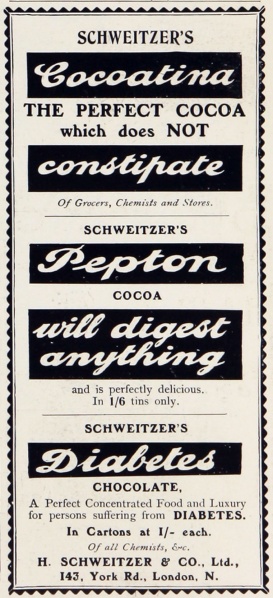 SCHWEITZER'S
Cocoatina
THE PERFECT COCOA
which does NOT
constipate
Of Grocers, Chemists and Stores.
SCHWEITZER'S
Pepton
COCOA
will digest
anything
and is perfectly delicious.
In 1/6 tins only.
SCHWEITZER'S
Diabetes
CHOCOLATE,
A Perfect Concentrated Food and Luxury
for persons suffering from DIABETES.
In Cartons at 1/- each.
Of all Chemists, &c.
H. SCHWEITZER & CO., Ltd.,
143, York Rd., London, N.